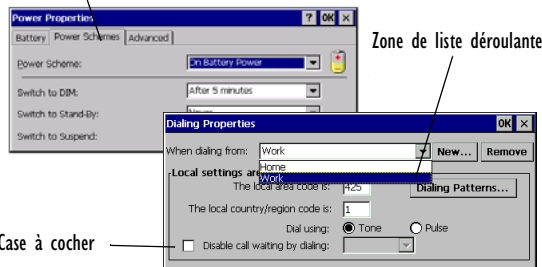 Power Properties ? OK ×
Battery Power Schemes Advanced
Zone de liste déroulante
Power Scheme: On Battery Power
Switch to DIM: After 5 minutes
Switch to Stand-By: Never
Switch to Suspend:
Dialing Properties OK ×
When dialing from: Work New... Remove
Home
Work
Local settings are
The local area code is: 425 Dialing Patterns...
The local country/region code is: 1
Dial using: Tone Pulse
Case à cocher
Disable call waiting by dialing: